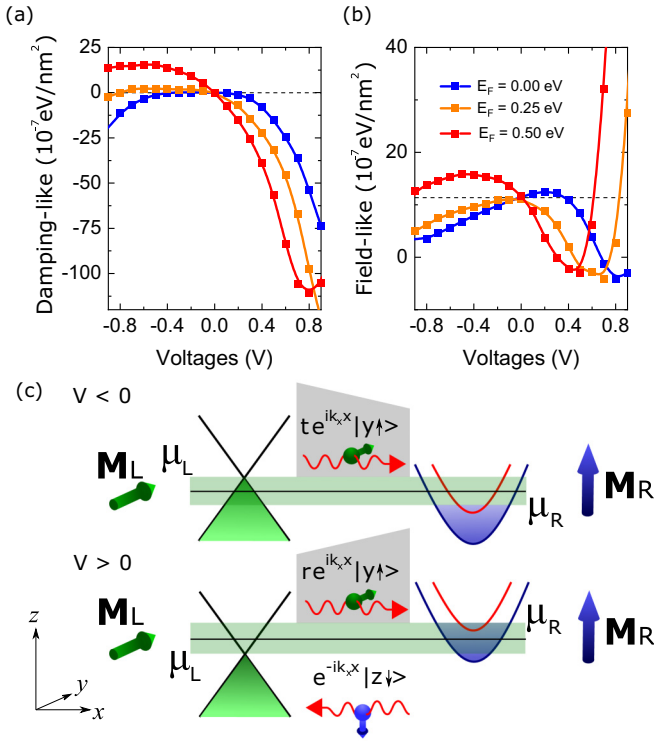 (a)
25
0
-25
-50
-75
-100
Damping-like (10⁻⁷eV/nm²)
-0.8 -0.4 0.0 0.4 0.8
Voltages (V)
(b)
40
20
0
Field-like (10⁻⁷eV/nm²)
E_F = 0.00 eV
E_F = 0.25 eV
E_F = 0.50 eV
-0.8 -0.4 0.0 0.4 0.8
Voltages (V)
(c)
V < 0
te^{ik_x x}|y↑>
M_L
μ_L
μ_R
M_R
V > 0
re^{ik_x x}|y↑>
M_L
μ_L
μ_R
M_R
e^{-ik_x x}|z↓>
z
y
x